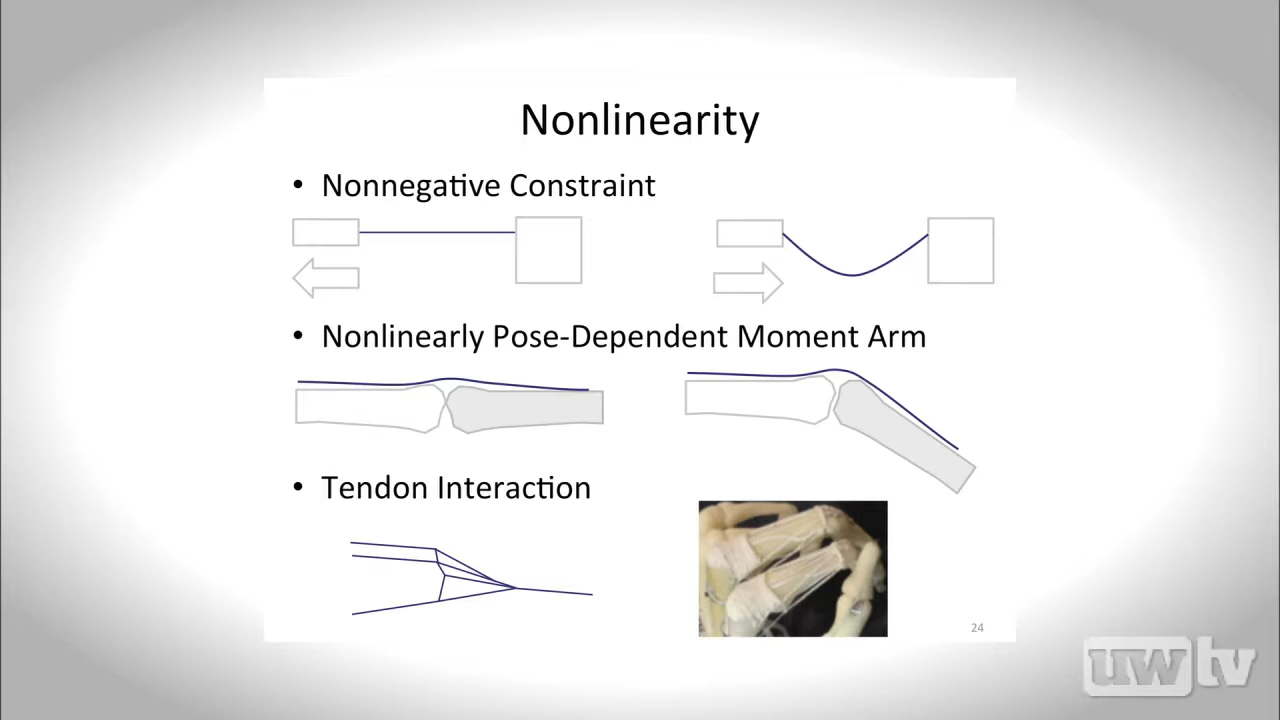 Nonlinearity
• Nonnegative Constraint
• Nonlinearly Pose-Dependent Moment Arm
• Tendon Interaction
24
uwtv